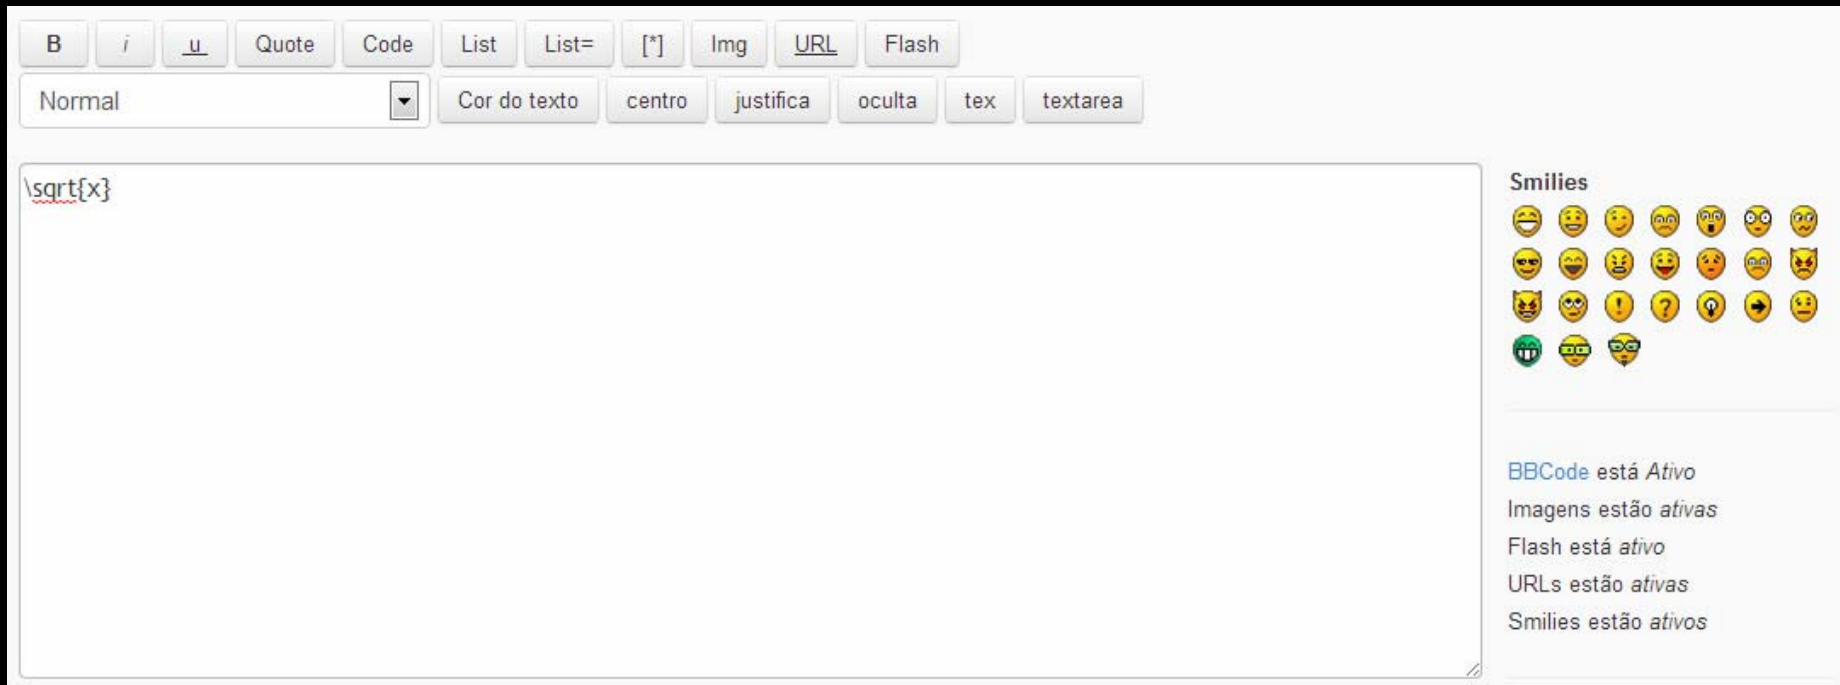 B i u Quote Code List List= [*] Img URL Flash
Normal Cor do texto centro justifica oculta tex textarea
\sqrt{x}
Smilies
BBCode está Ativo
Imagens estão ativas
Flash está ativo
URLs estão ativas
Smilies estão ativos